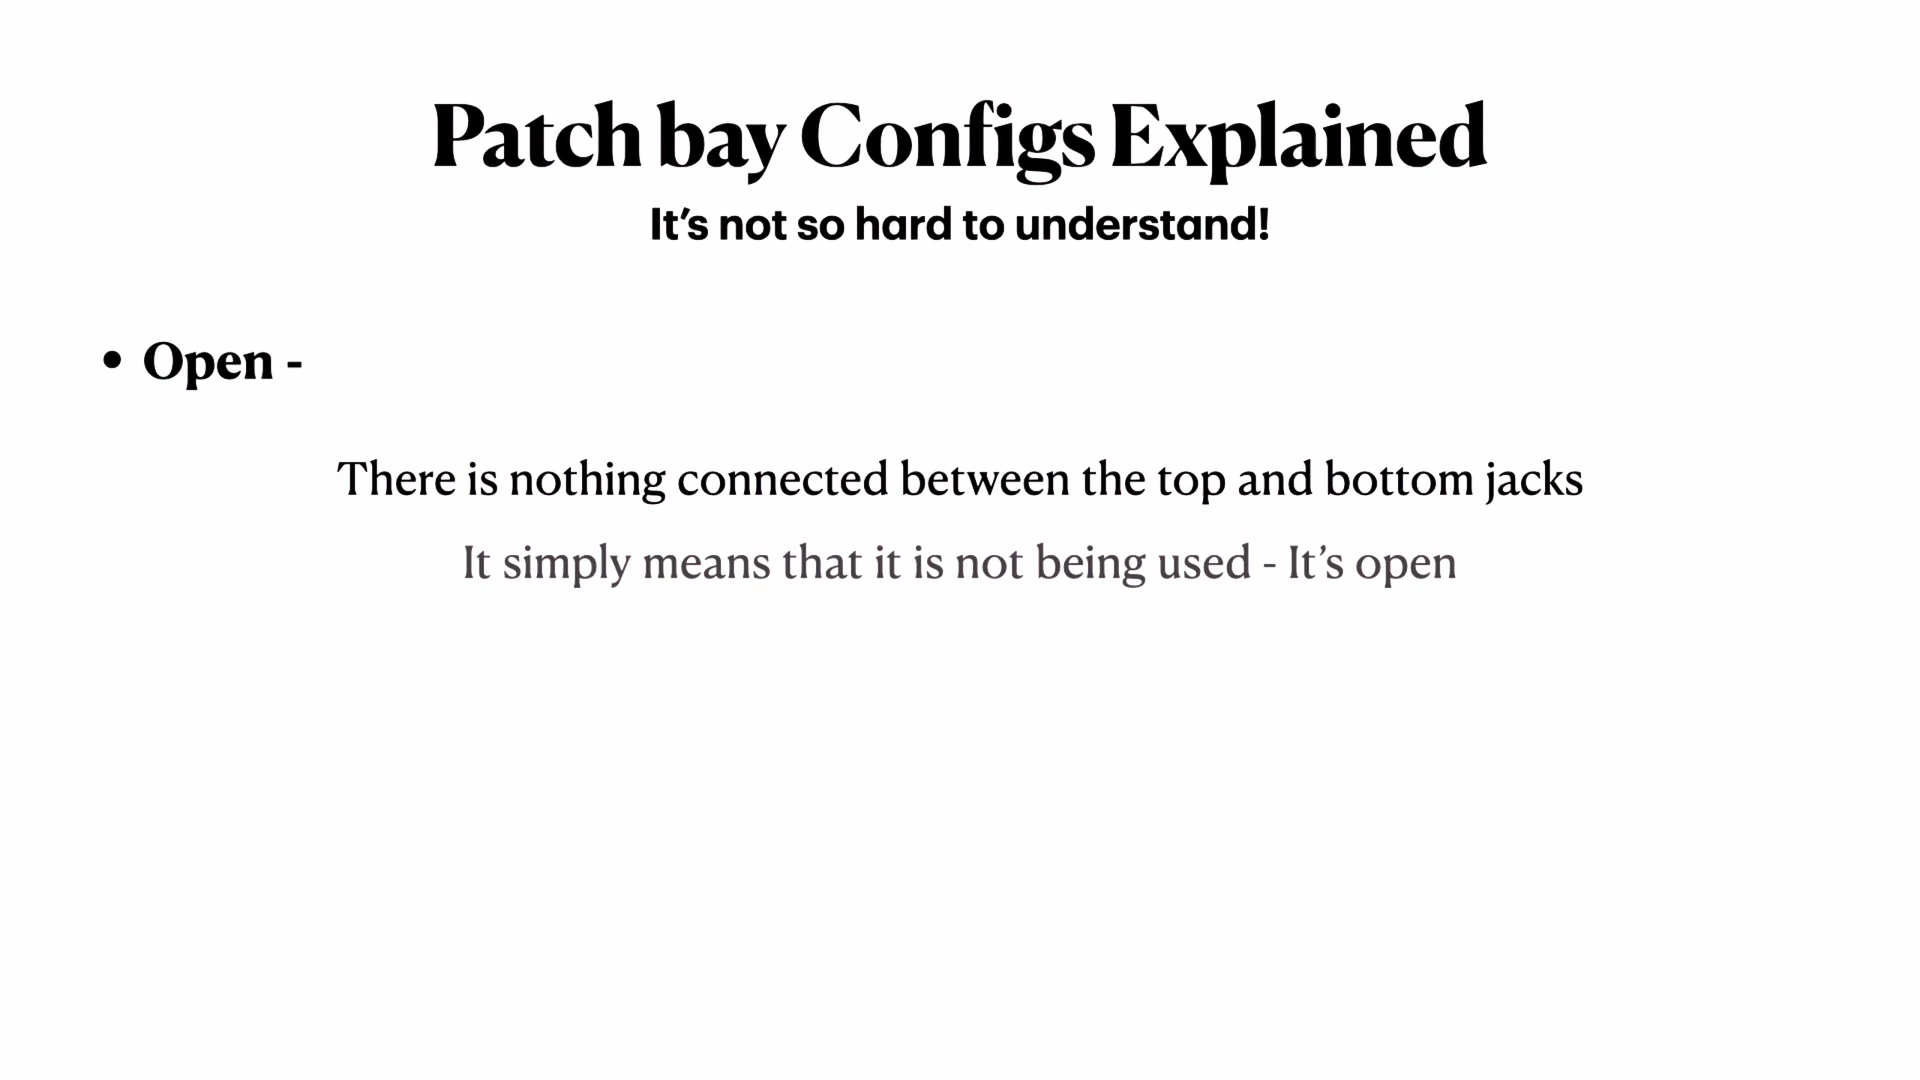 Patch bay Configs Explained
It’s not so hard to understand!
• Open -
There is nothing connected between the top and bottom jacks
It simply means that it is not being used - It’s open